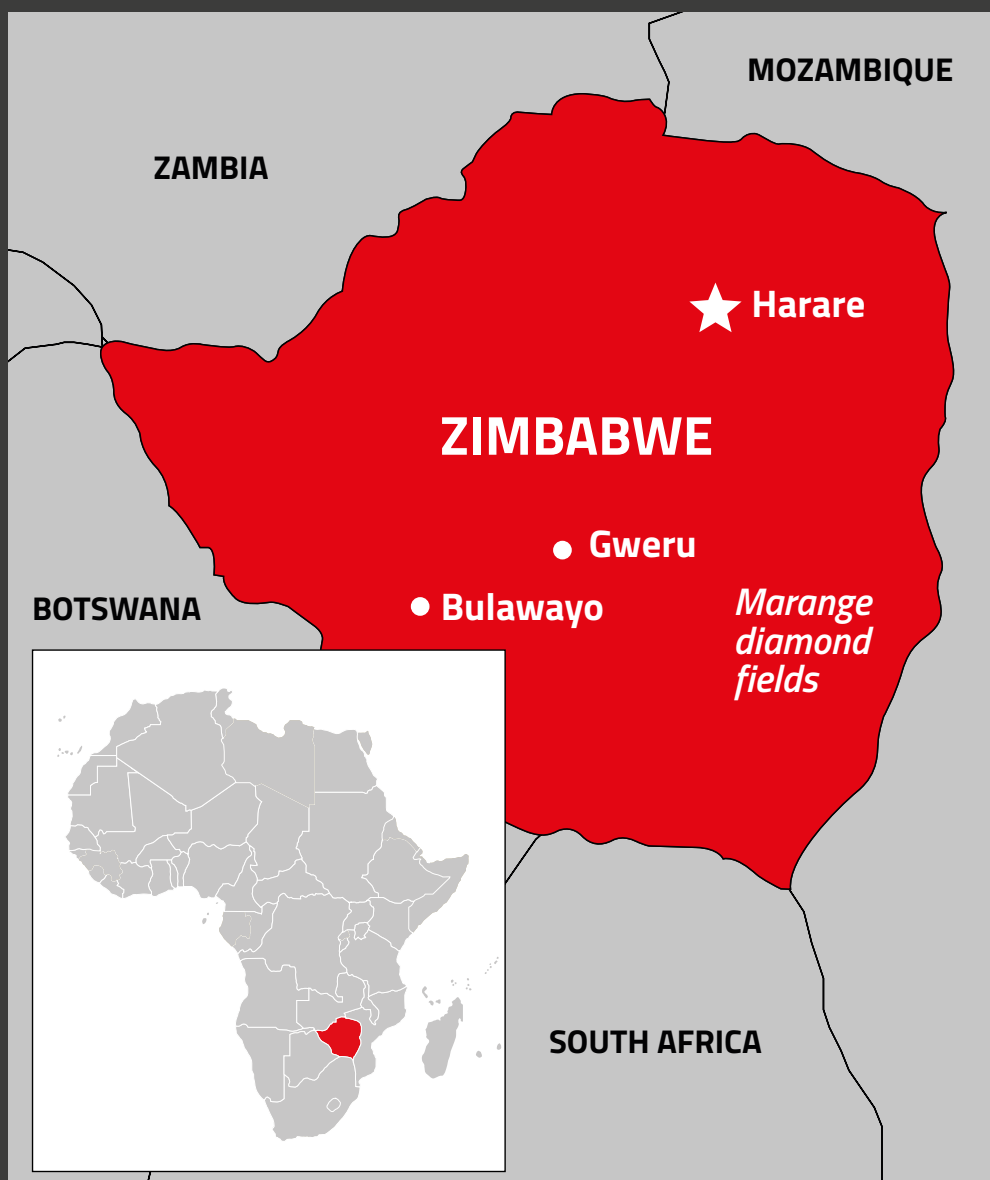 MOZAMBIQUE
ZAMBIA
Harare
ZIMBABWE
Gweru
Bulawayo
BOTSWANA
Marange
diamond
fields
SOUTH AFRICA